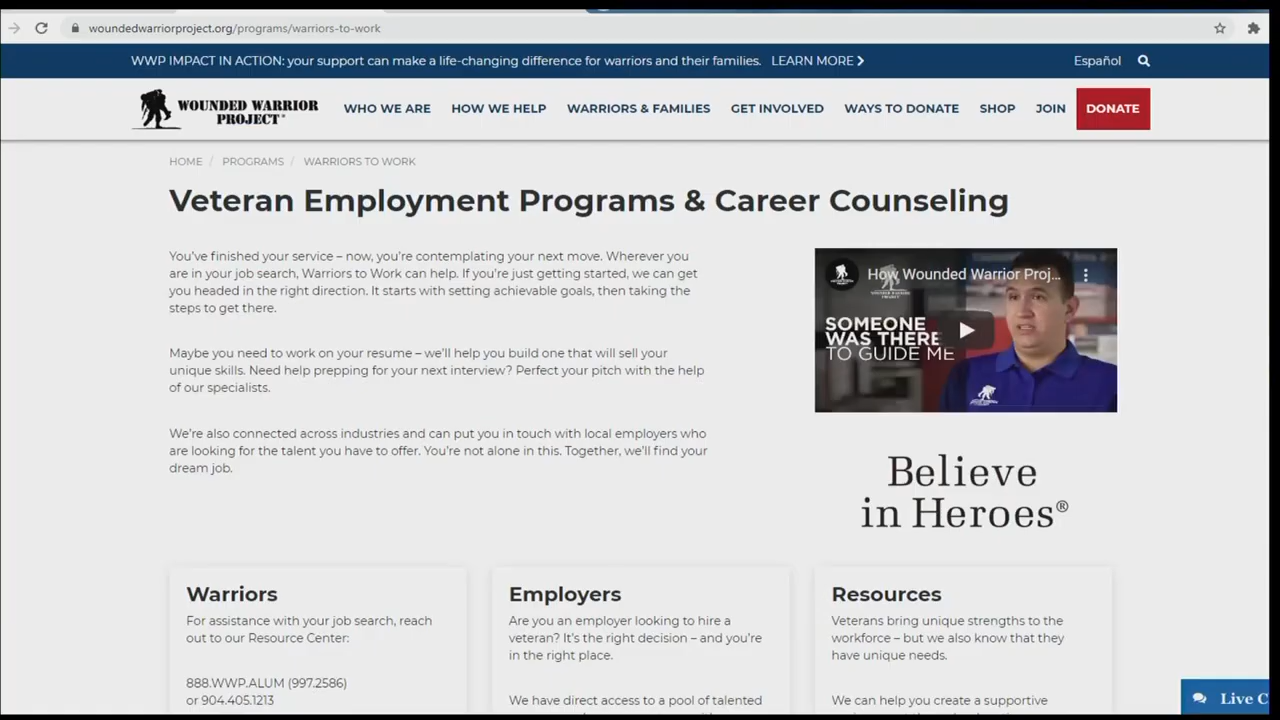 woundedwarriorproject.org/programs/warriors-to-work
WWP IMPACT IN ACTION: your support can make a life-changing difference for warriors and their families. LEARN MORE
Español
WOUNDED WARRIOR
PROJECT®
WHO WE ARE
HOW WE HELP
WARRIORS & FAMILIES
GET INVOLVED
WAYS TO DONATE
SHOP
JOIN
DONATE
HOME / PROGRAMS / WARRIORS TO WORK
Veteran Employment Programs & Career Counseling
You've finished your service – now, you're contemplating your next move. Wherever you
are in your job search, Warriors to Work can help. If you're just getting started, we can get
you headed in the right direction. It starts with setting achievable goals, then taking the
steps to get there.
Maybe you need to work on your resume – we'll help you build one that will sell your
unique skills. Need help prepping for your next interview? Perfect your pitch with the help
of our specialists.
We're also connected across industries and can put you in touch with local employers who
are looking for the talent you have to offer. You're not alone in this. Together, we'll find your
dream job.
How Wounded Warrior Proj...
SOMEONE
WAS THERE
TO GUIDE ME
Believe
in Heroes®
Warriors
For assistance with your job search, reach
out to our Resource Center:
888.WWP.ALUM (997.2586)
or 904.405.1213
Employers
Are you an employer looking to hire a
veteran? It's the right decision – and you're
in the right place.
We have direct access to a pool of talented
Resources
Veterans bring unique strengths to the
workforce – but we also know that they
have unique needs.
We can help you create a supportive
Live C